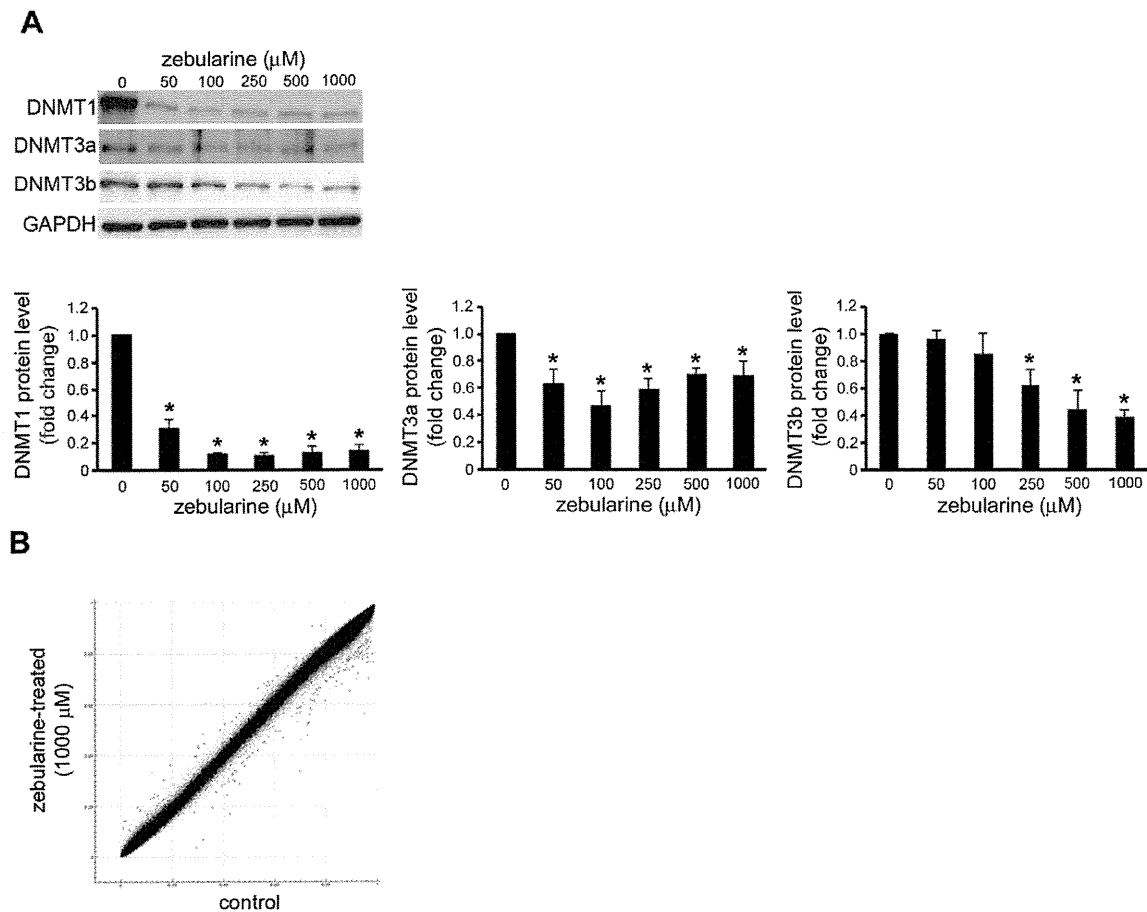 A
zebularine (μM)
0 50 100 250 500 1000
DNMT1
DNMT3a
DNMT3b
GAPDH
DNMT1 protein level
(fold change)
1.2
1.0
0.8
0.6
0.4
0.2
0
* * * * *
0 50 100 250 500 1000
zebularine (μM)
DNMT3a protein level
(fold change)
1.2
1.0
0.8
0.6
0.4
0.2
0
* * * * *
0 50 100 250 500 1000
zebularine (μM)
DNMT3b protein level
(fold change)
1.2
1.0
0.8
0.6
0.4
0.2
0
* * *
0 50 100 250 500 1000
zebularine (μM)
B
zebularine-treated
(1000 μM)
control